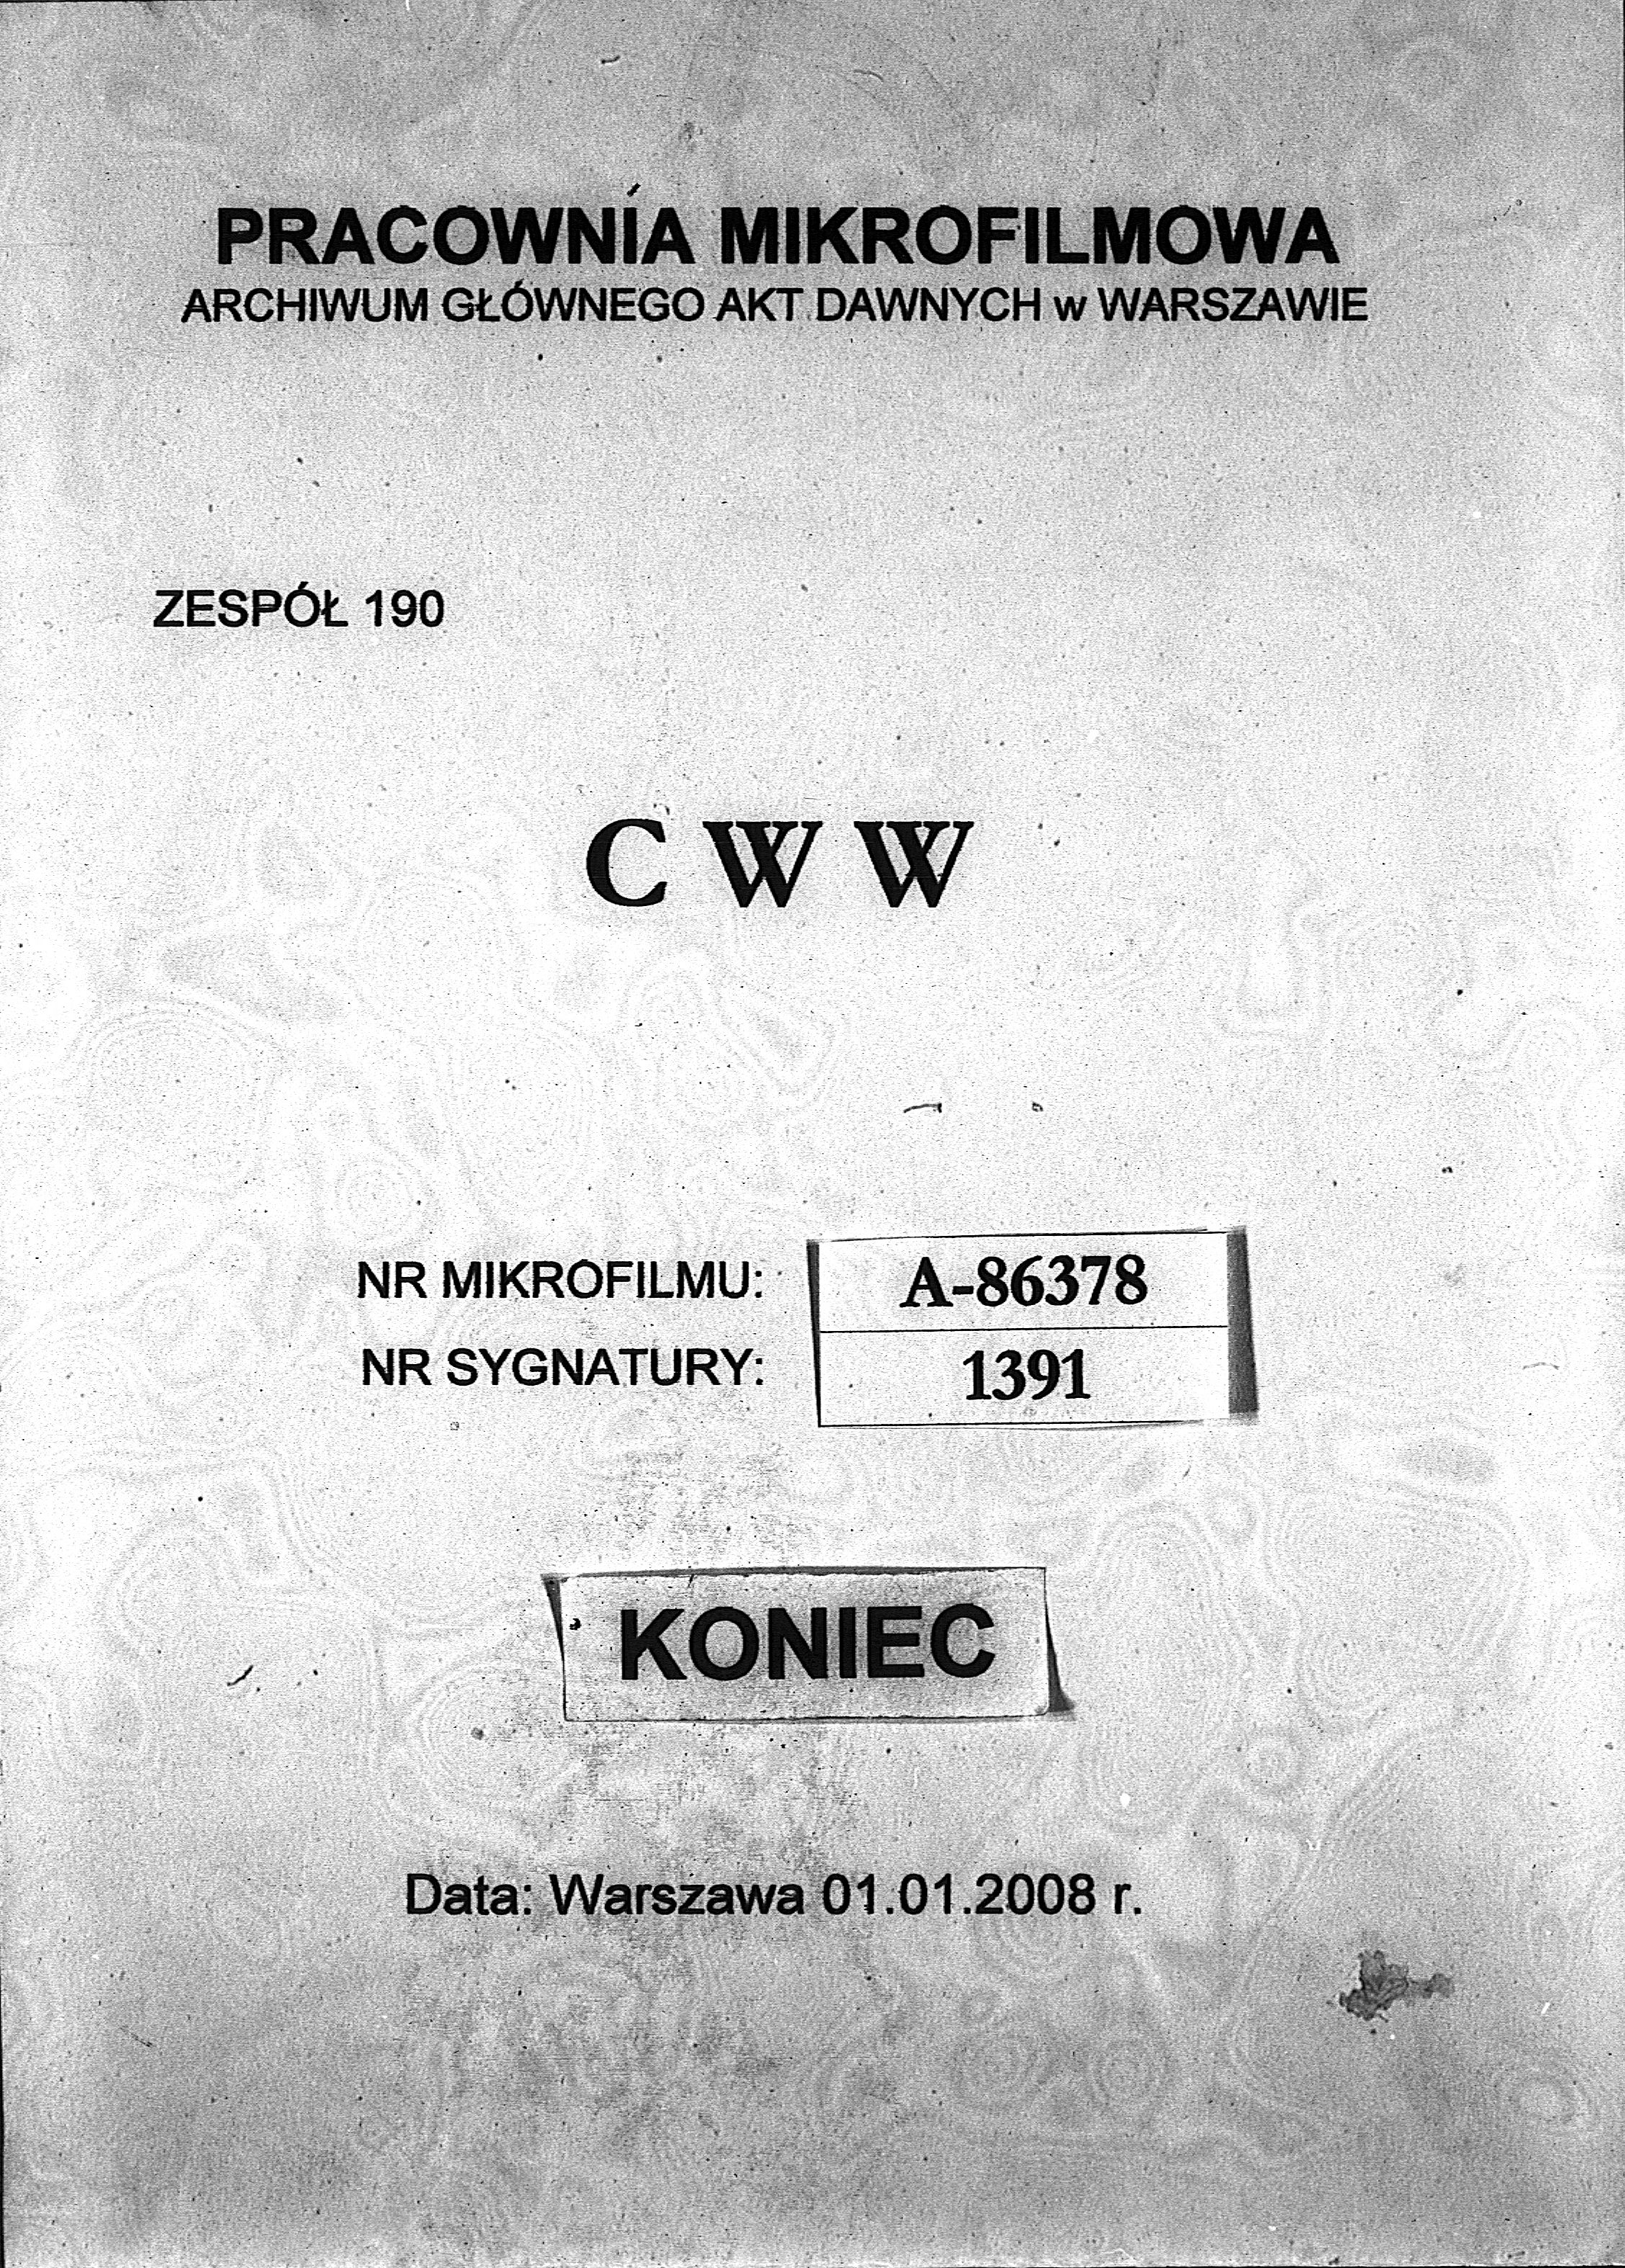 PRACOWNIA MIKROFILMOWA
ARCHIWUM GŁÓWNEGO AKT DAWNYCH w WARSZAWIE
ZESPÓŁ 190
C W W
NR MIKROFILMU: A-86378
NR SYGNATURY: 1391
KONIEC
Data: Warszawa 01.01.2008 r.